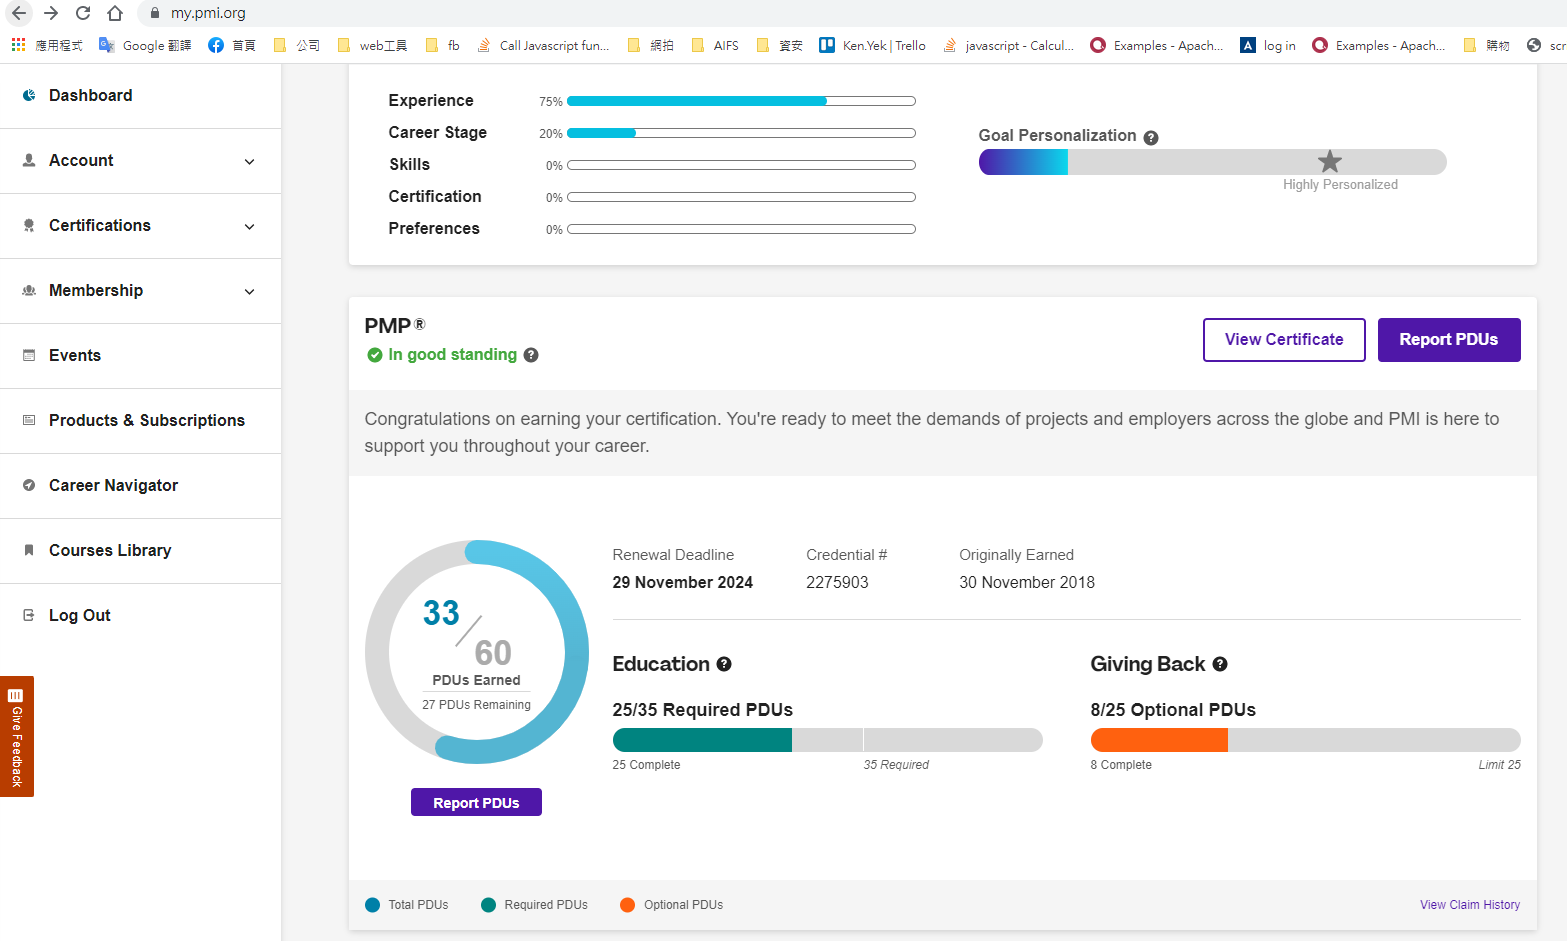 my.pmi.org
應用程式 Google 翻譯 首頁 公司 web工具 fb Call Javascript fun... 網拍 AIFS 資安 Ken.Yek | Trello javascript - Calcul... Examples - Apach... log in Examples - Apach... 購物 scr
Dashboard
Account
Certifications
Membership
Events
Products & Subscriptions
Career Navigator
Courses Library
Log Out
Give Feedback
Experience 75%
Career Stage 20%
Skills 0%
Certification 0%
Preferences 0%
Goal Personalization ?
Highly Personalized
PMP®
In good standing ?
View Certificate
Report PDUs
Congratulations on earning your certification. You're ready to meet the demands of projects and employers across the globe and PMI is here to
support you throughout your career.
33/60
PDUs Earned
27 PDUs Remaining
Report PDUs
Renewal Deadline
29 November 2024
Credential #
2275903
Originally Earned
30 November 2018
Education ?
25/35 Required PDUs
25 Complete
35 Required
Giving Back ?
8/25 Optional PDUs
8 Complete
Limit 25
Total PDUs Required PDUs Optional PDUs
View Claim History